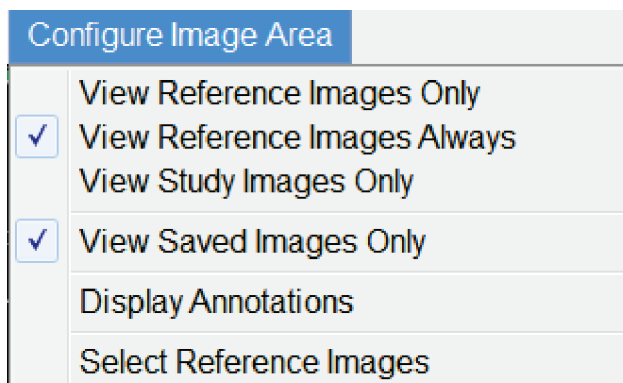 Configure Image Area
View Reference Images Only
View Reference Images Always
View Study Images Only
View Saved Images Only
Display Annotations
Select Reference Images